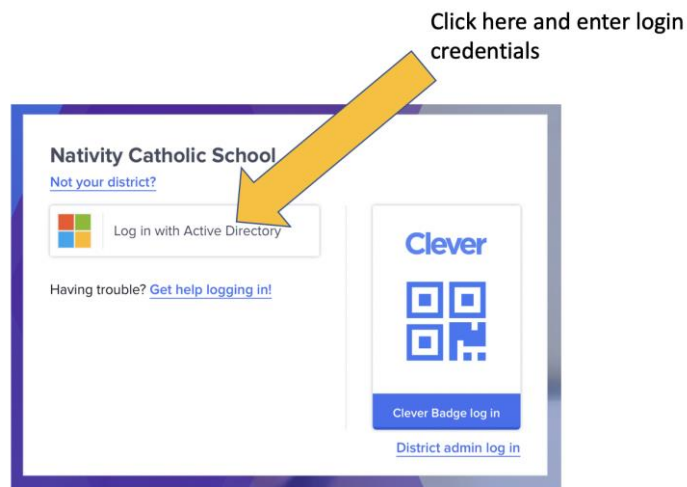 Click here and enter login
credentials
Nativity Catholic School
Not your district?
Log in with Active Directory
Having trouble? Get help logging in!
Clever
Clever Badge log in
District admin log in